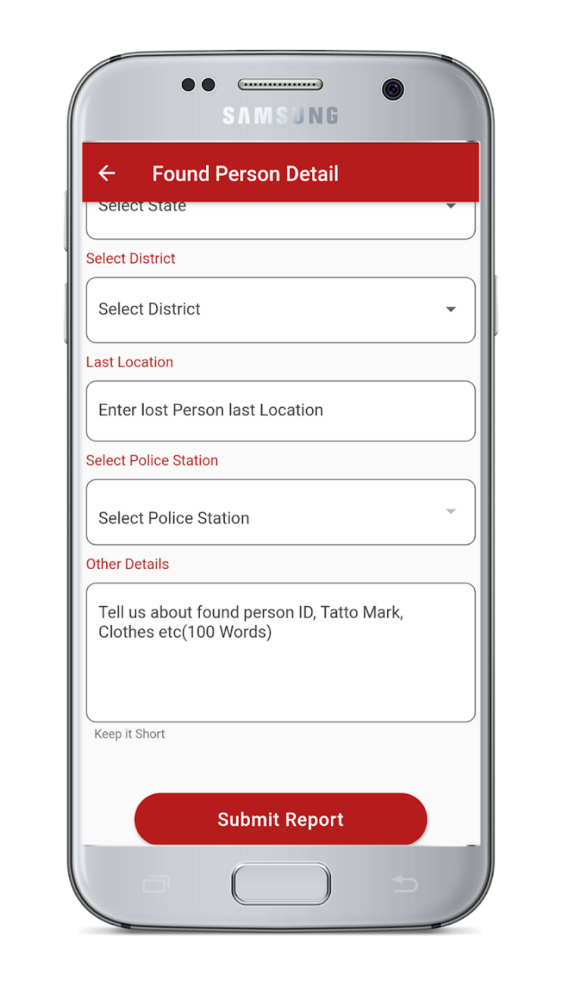 SAMSUNG
Found Person Detail
Select State
Select District
Select District
Last Location
Enter lost Person last Location
Select Police Station
Select Police Station
Other Details
Tell us about found person ID, Tatto Mark,
Clothes etc(100 Words)
Keep it Short
Submit Report